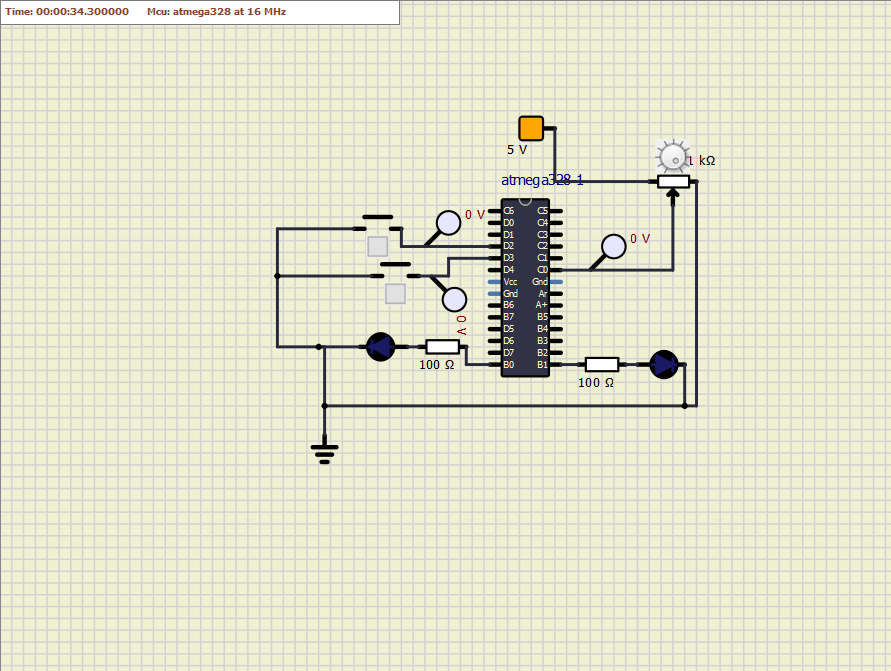 Time: 00:00:34.300000 Mcu: atmega328 at 16 MHz
5 V
1 kΩ
atmega328-1
0 V
0 V
0 V
C6 C5
D0 C4
D1 C3
D2 C2
D3 C1
D4 C0
Vcc Gnd
Gnd Ar
B6 A+
B7 B5
D5 B4
D6 B3
D7 B2
B0 B1
100 Ω
100 Ω